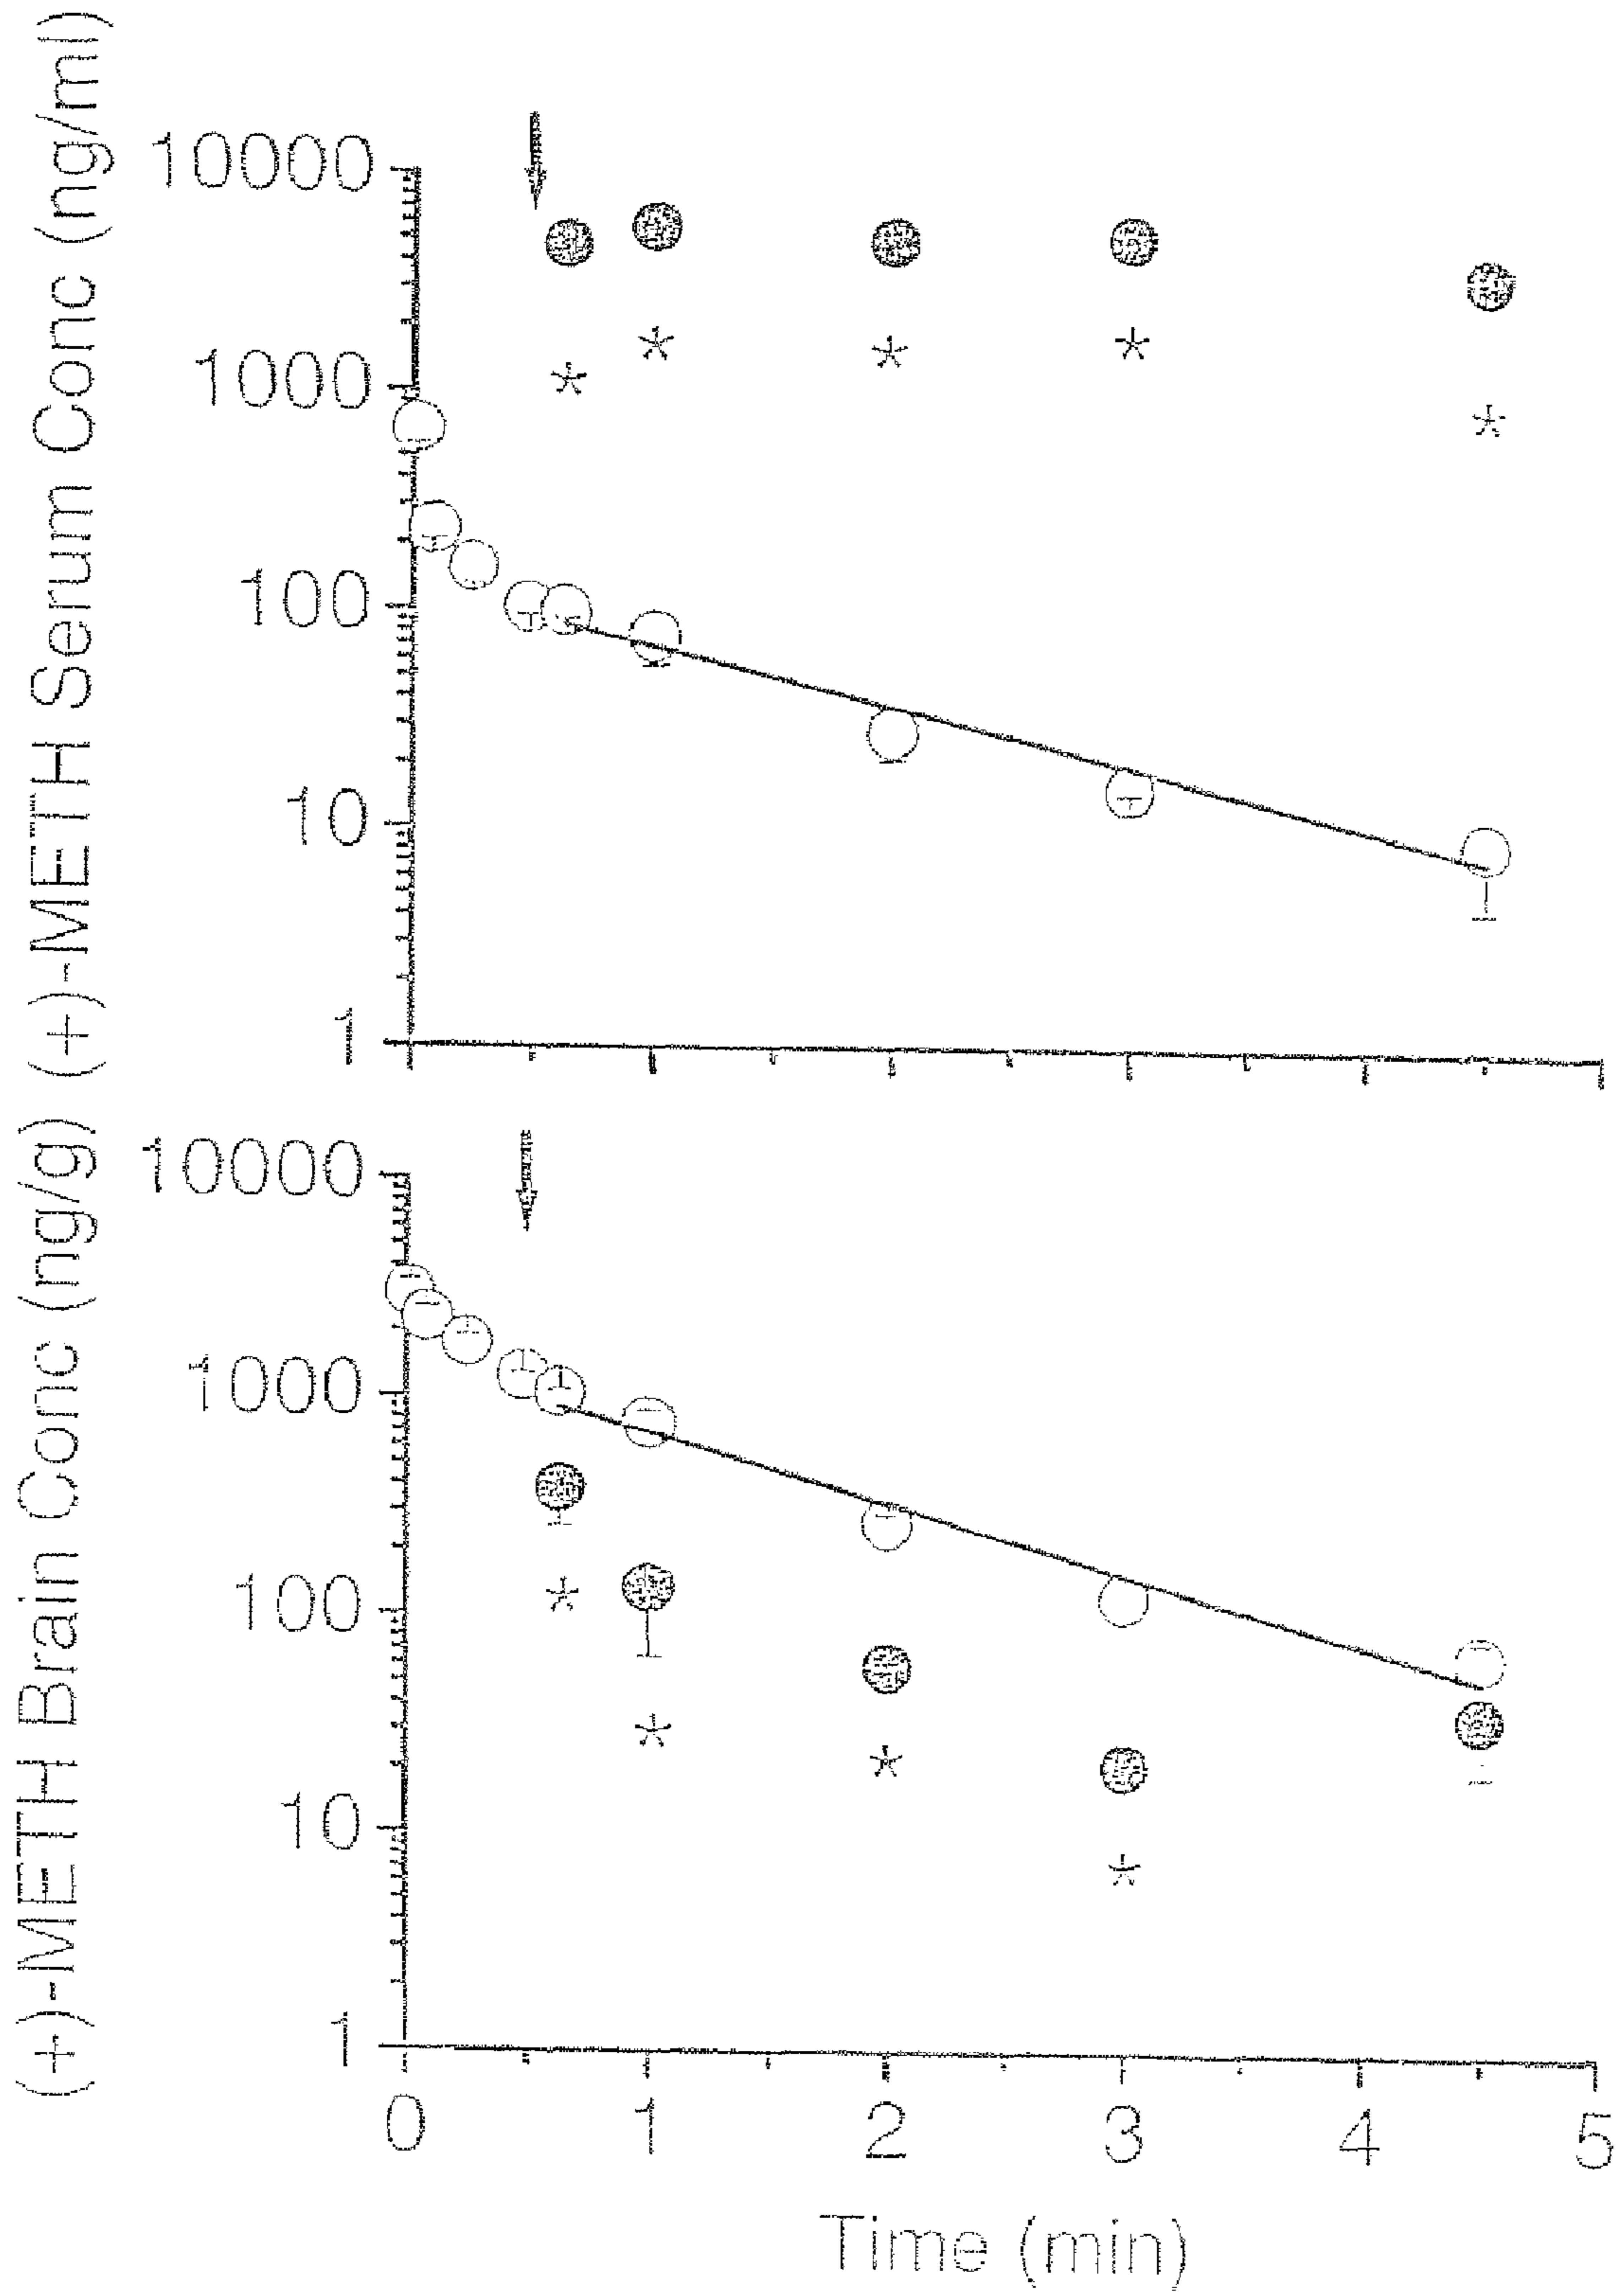 (+)-METH Serum Conc (ng/ml)
10000
1000
100
10
1
* * * * *
(+)-METH Brain Conc (ng/g)
10000
1000
100
10
1
* * * *
0 1 2 3 4 5
Time (min)